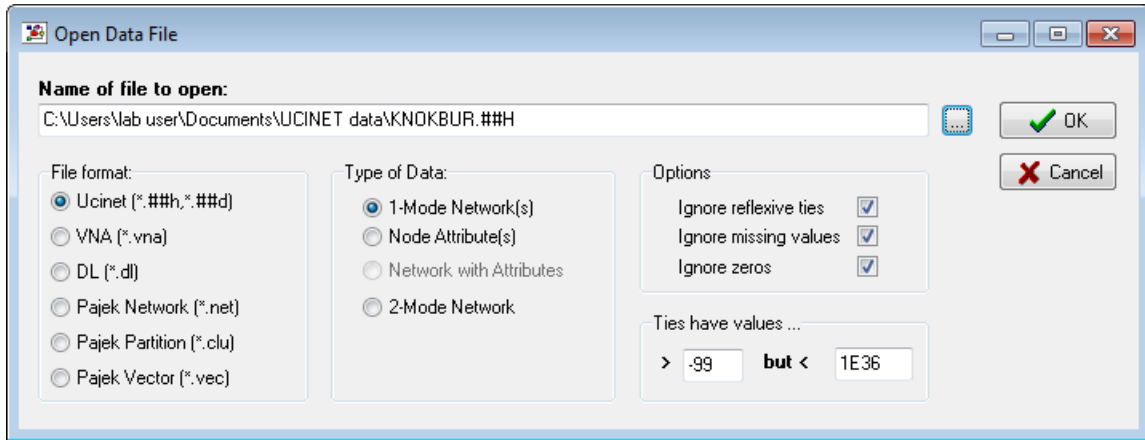 Open Data File
Name of file to open:
C:\Users\lab user\Documents\UCINET data\KNOKBUR.##H
...
OK
Cancel
File format:
Ucinet (*.##h,*.##d)
VNA (*.vna)
DL (*.dl)
Pajek Network (*.net)
Pajek Partition (*.clu)
Pajek Vector (*.vec)
Type of Data:
1-Mode Network(s)
Node Attribute(s)
Network with Attributes
2-Mode Network
Options
Ignore reflexive ties
Ignore missing values
Ignore zeros
Ties have values ...
> -99 but < 1E36